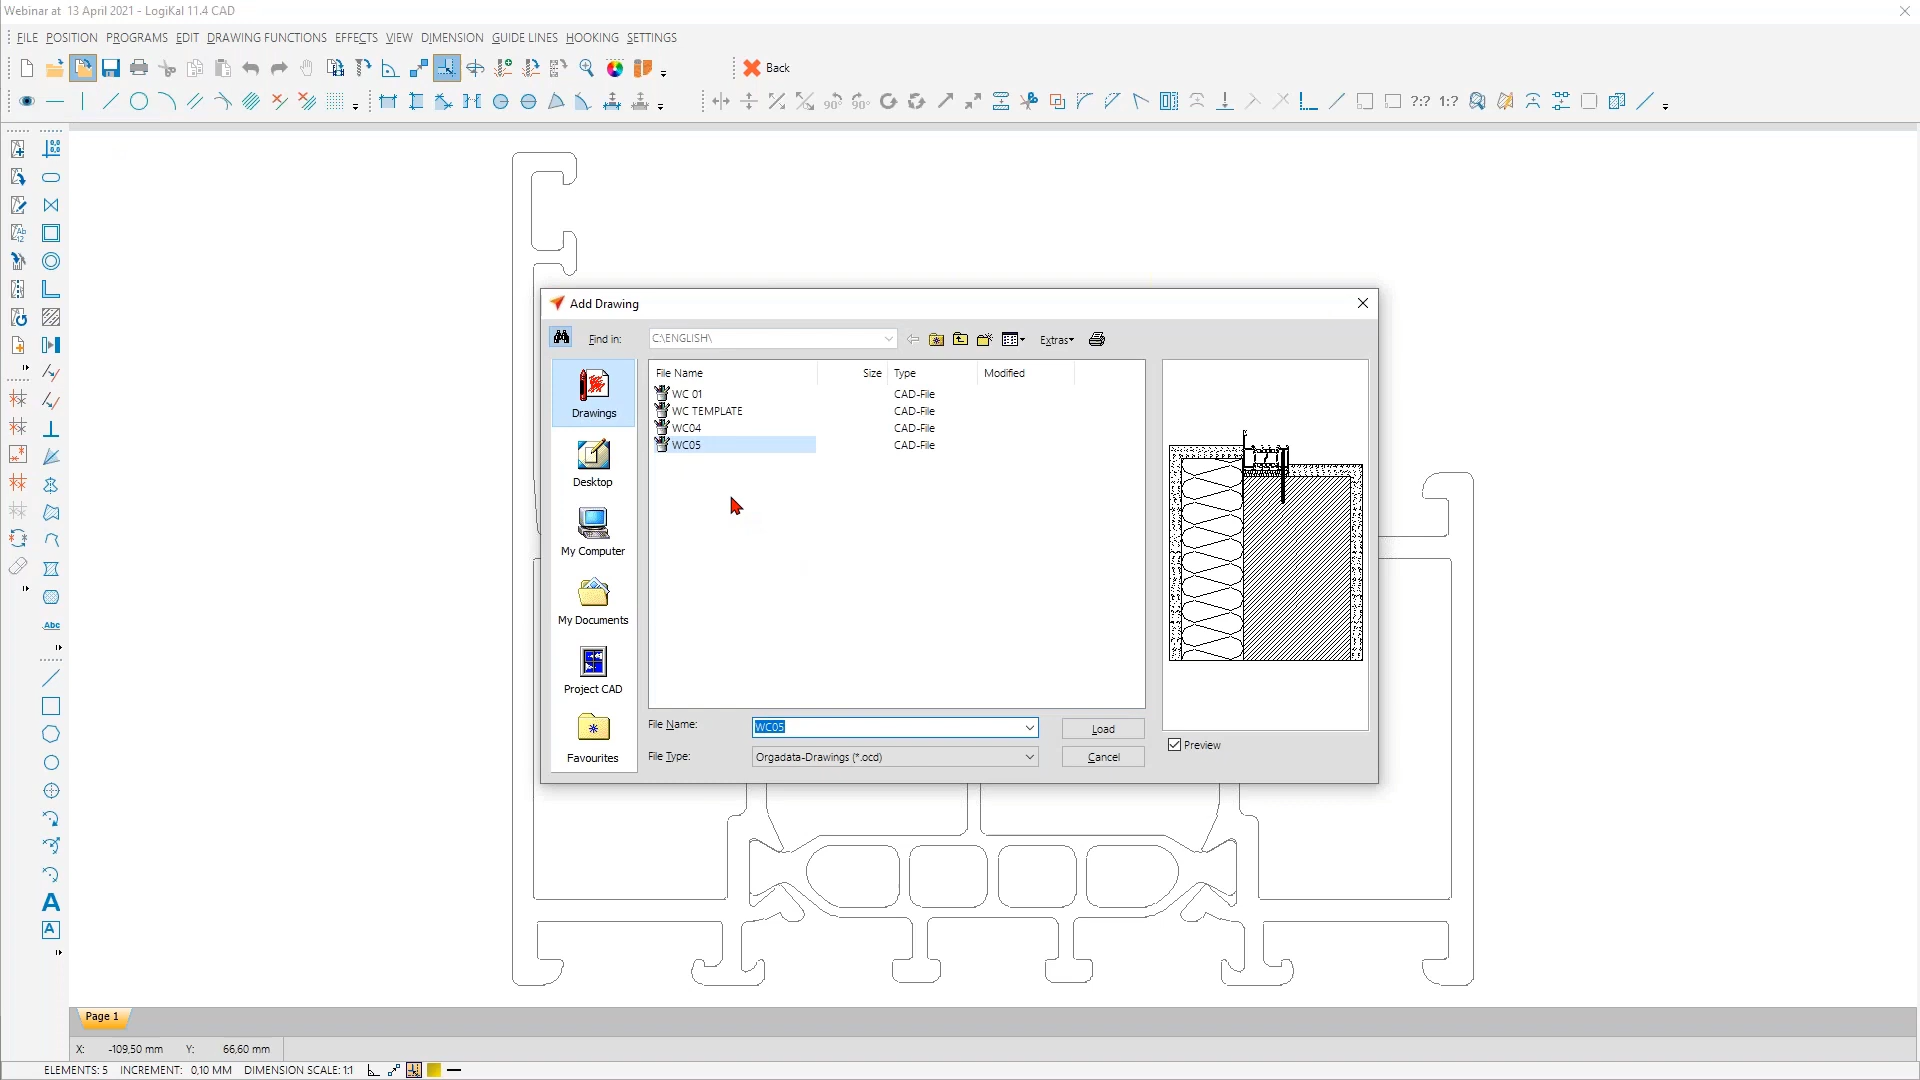 Webinar at  13 April 2021 - LogiKal 11.4 CAD
FILE POSITION PROGRAMS EDIT DRAWING FUNCTIONS EFFECTS VIEW DIMENSION GUIDE LINES HOOKING SETTINGS
Back
90° 90° ?:? 1:?
Add Drawing
Find in: C:\ENGLISH\ Extras
File Name Size Type Modified
WC 01 CAD-File
WC TEMPLATE CAD-File
WC04 CAD-File
WC05 CAD-File
Drawings
Desktop
My Computer
My Documents
Project CAD
Favourites
File Name: WC05 Load
File Type: Orgadata-Drawings (*.ocd) Cancel
Preview
Abc
A
A
Page 1
X: -109,50 mm Y: 66,60 mm
ELEMENTS: 5 INCREMENT: 0,10 MM DIMENSION SCALE: 1:1